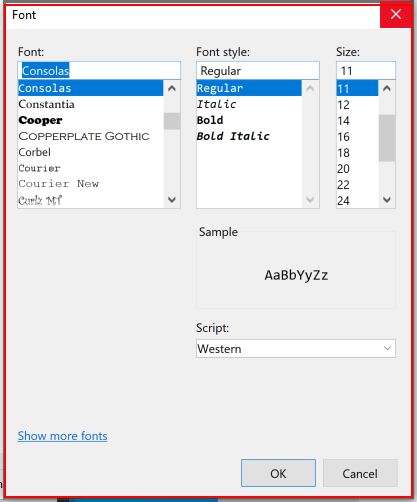 Font
Font: Font style: Size:
Consolas Regular 11
Consolas Regular 11
Constantia Italic 12
Cooper Bold 14
Copperplate Gothic Bold Italic 16
Corbel 18
Courier 20
Courier New 22
Curlz MT 24
Sample
AaBbYyZz
Script:
Western
Show more fonts
OK Cancel